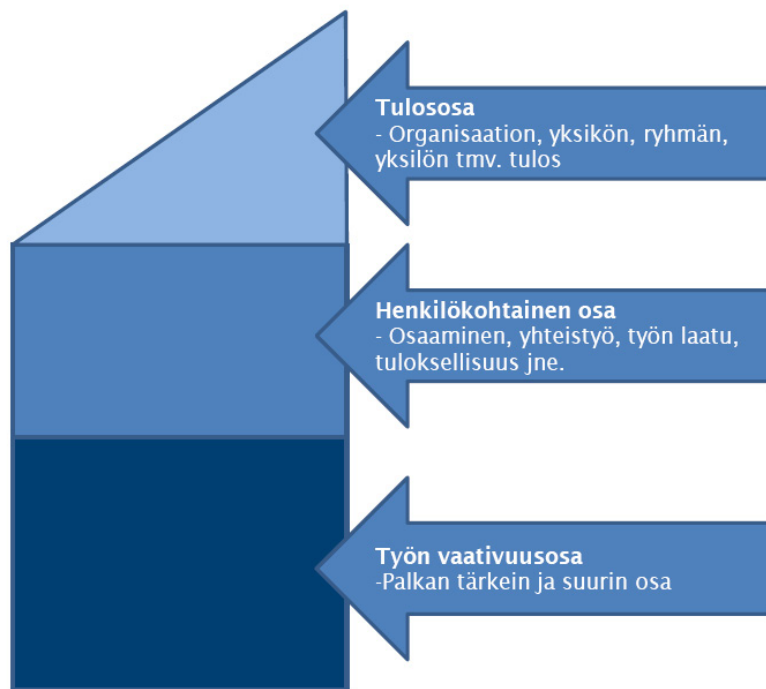 Tulososa
- Organisaation, yksikön, ryhmän,
yksilön tmv. tulos
Henkilökohtainen osa
- Osaaminen, yhteistyö, työn laatu,
tuloksellisuus jne.
Työn vaativuusosa
-Palkan tärkein ja suurin osa